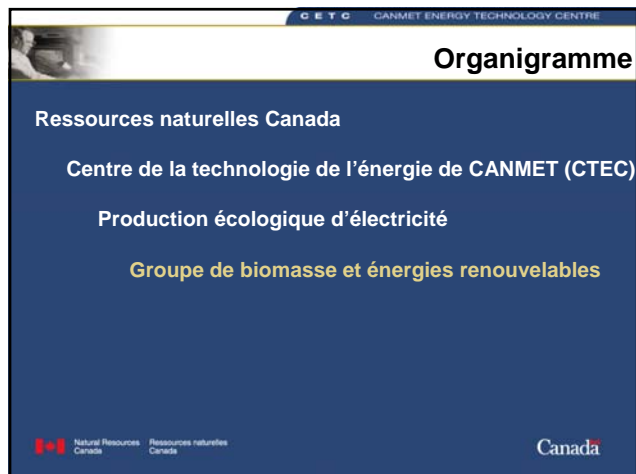 CETC CANMET ENERGY TECHNOLOGY CENTRE
Organigramme
Ressources naturelles Canada
Centre de la technologie de l'énergie de CANMET (CTEC)
Production écologique d'électricité
Groupe de biomasse et énergies renouvelables
Natural Resources Ressources naturelles
Canada Canada
Canada